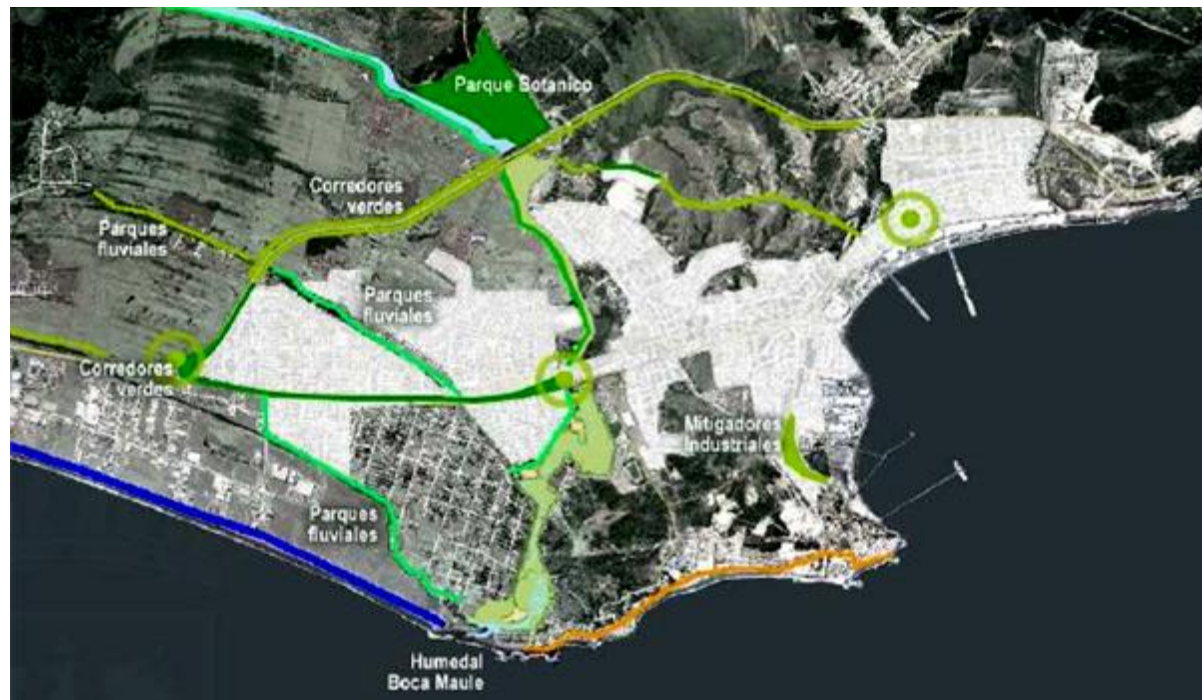 Parque Botanico
Corredores
verdes
Parques
fluviales
Parques
fluviales
Corredores
verdes
Mitigadores
Industriales
Parques
fluviales
Humedal
Boca Maule